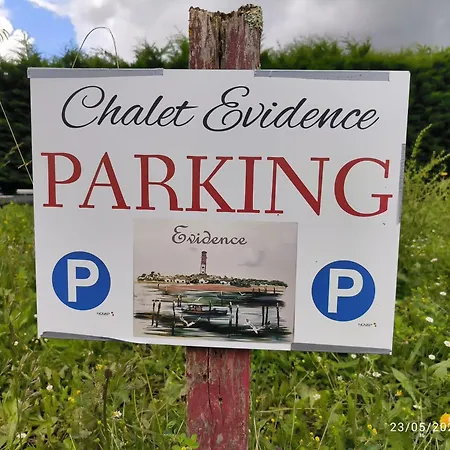 Chalet Evidence
PARKING
Evidence
P P
23/05/20